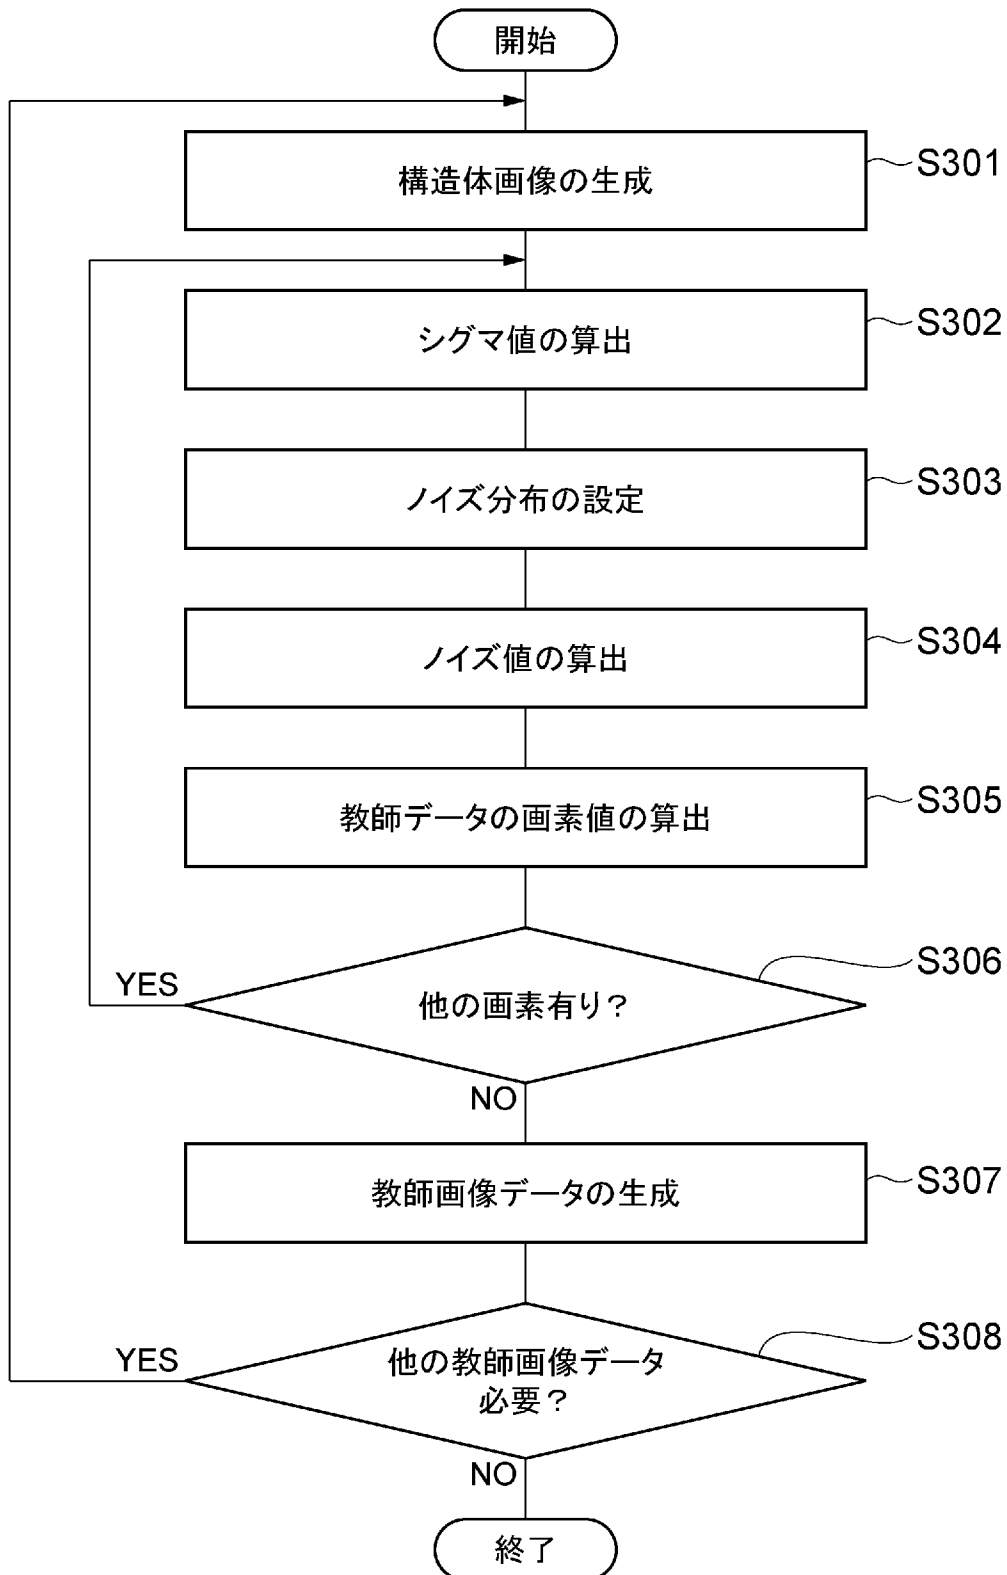 開始
構造体画像の生成
S301
シグマ値の算出
S302
ノイズ分布の設定
S303
ノイズ値の算出
S304
教師データの画素値の算出
S305
他の画素有り？
S306
YES
NO
教師画像データの生成
S307
他の教師画像データ
必要？
S308
YES
NO
終了